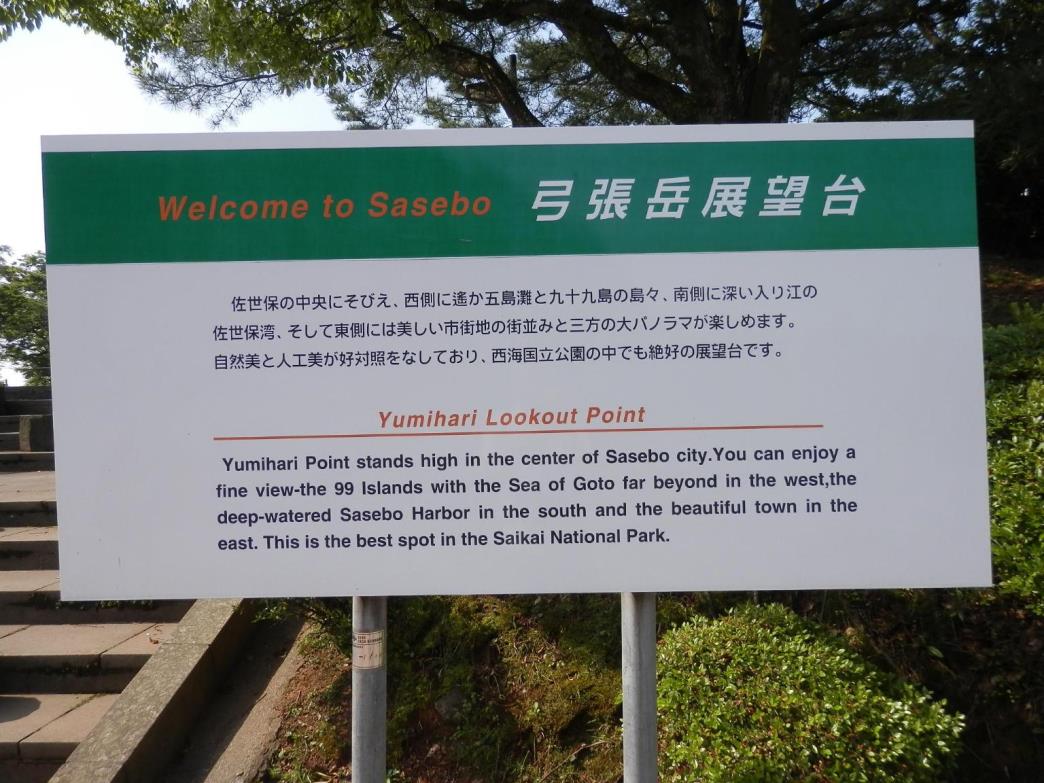 Welcome to Sasebo 弓張岳展望台
佐世保の中央にそびえ、西側に遙か五島灘と九十九島の島々、南側に深い入り江の
佐世保湾、そして東側には美しい市街地の街並みと三方の大パノラマが楽しめます。
自然美と人工美が好対照をなしており、西海国立公園の中でも絶好の展望台です。
Yumihari Lookout Point
Yumihari Point stands high in the center of Sasebo city.You can enjoy a
fine view-the 99 Islands with the Sea of Goto far beyond in the west,the
deep-watered Sasebo Harbor in the south and the beautiful town in the
east. This is the best spot in the Saikai National Park.